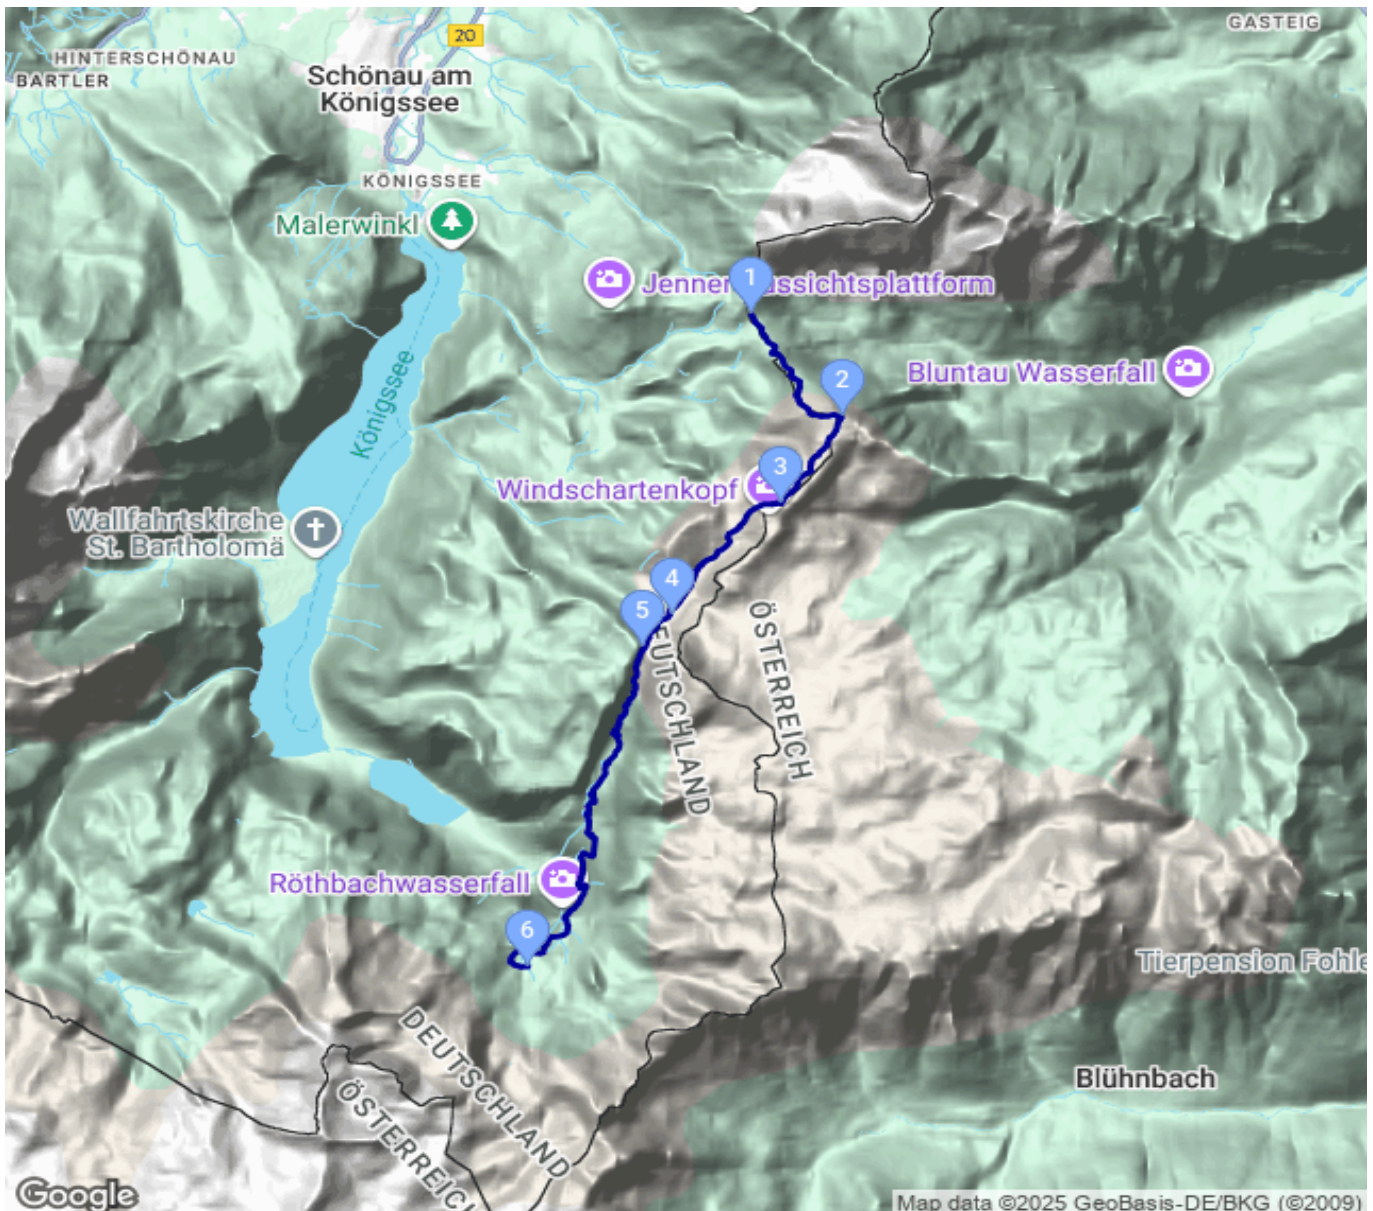 GASTEIG
20
HINTERSCHÖNAU
BARTLER
Schönau am
Königssee
KÖNIGSSEE
Malerwinkl
1
Jenner ussichtsplattform
2
Bluntau Wasserfall
Königssee
3
Windschartenkopf
Wallfahrtskirche
St. Bartholomä
4
5
ÖSTERREICH
EUTSCHLAND
Röthbachwasserfall
6
Tierpension Fohle
DEUTSCHLAND
ÖSTERREICH
Blühnbach
Google
Map data ©2025 GeoBasis-DE/BKG (©2009)